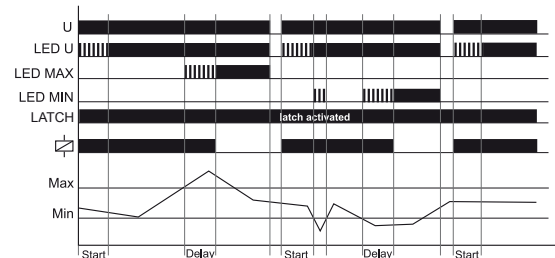 U
LED U
LED MAX
LED MIN
LATCH
latch activated
Max
Min
Start Delay Start Delay Start